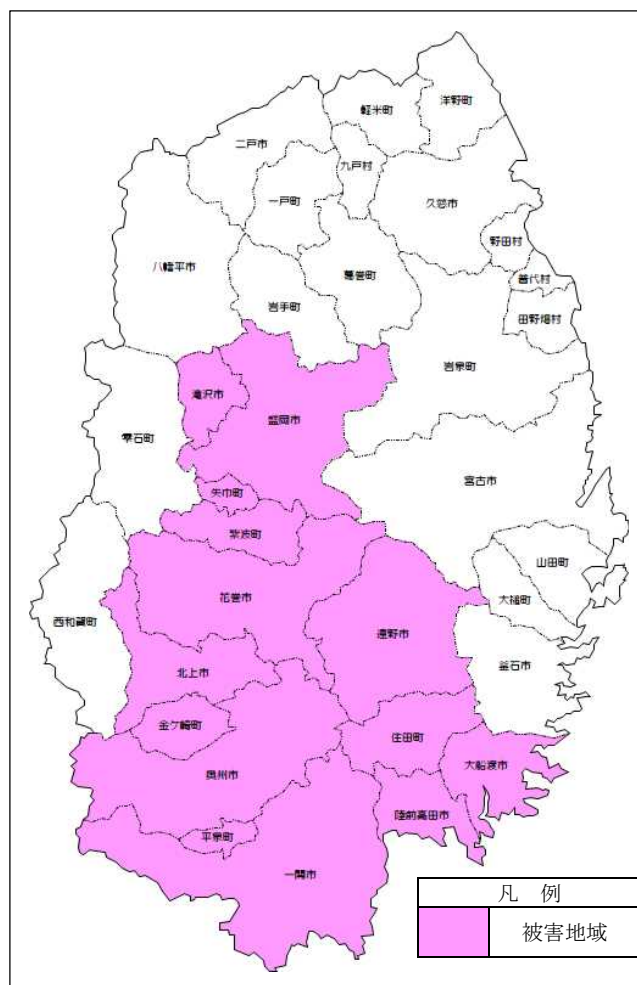 洋野町
軽米町
二戸市
九戸村
一戸町
久慈市
野田村
八幡平市
葛巻町
普代村
岩手町
田野畑村
岩泉町
滝沢市
盛岡市
雫石町
宮古市
矢巾町
紫波町
山田町
花巻市
大槌町
西和賀町
遠野市
釜石市
北上市
金ケ崎町
住田町
大船渡市
奥州市
陸前高田市
平泉町
一関市
凡 例
被害地域